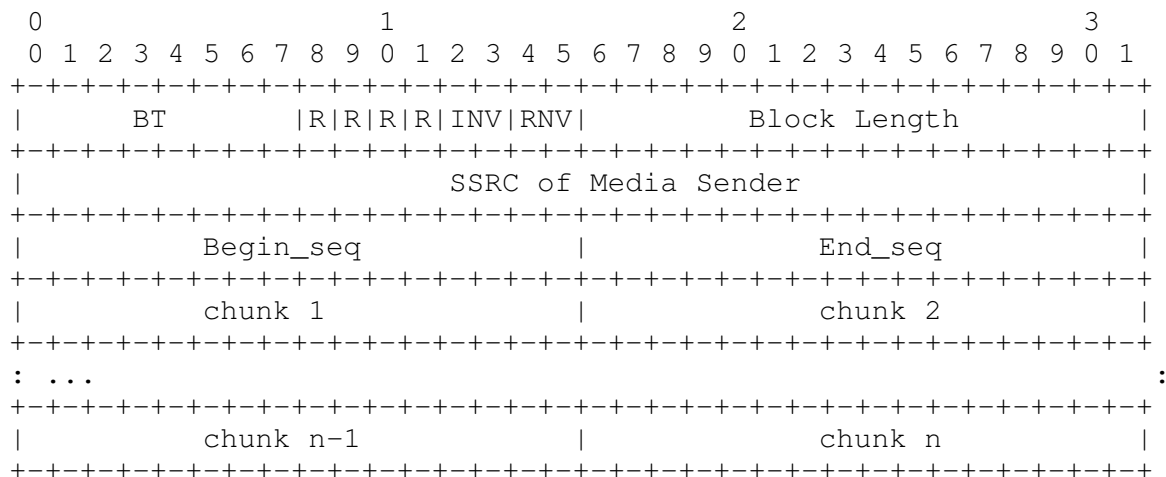 0                   1                   2                   3
 0 1 2 3 4 5 6 7 8 9 0 1 2 3 4 5 6 7 8 9 0 1 2 3 4 5 6 7 8 9 0 1
+-+-+-+-+-+-+-+-+-+-+-+-+-+-+-+-+-+-+-+-+-+-+-+-+-+-+-+-+-+-+-+-+
|      BT       |R|R|R|R|INV|RNV|         Block Length          |
+-+-+-+-+-+-+-+-+-+-+-+-+-+-+-+-+-+-+-+-+-+-+-+-+-+-+-+-+-+-+-+-+
|                        SSRC of Media Sender                   |
+-+-+-+-+-+-+-+-+-+-+-+-+-+-+-+-+-+-+-+-+-+-+-+-+-+-+-+-+-+-+-+-+
|          Begin_seq            |             End_seq           |
+-+-+-+-+-+-+-+-+-+-+-+-+-+-+-+-+-+-+-+-+-+-+-+-+-+-+-+-+-+-+-+-+
|          chunk 1              |             chunk 2           |
+-+-+-+-+-+-+-+-+-+-+-+-+-+-+-+-+-+-+-+-+-+-+-+-+-+-+-+-+-+-+-+-+
: ...                                                            :
+-+-+-+-+-+-+-+-+-+-+-+-+-+-+-+-+-+-+-+-+-+-+-+-+-+-+-+-+-+-+-+-+
|          chunk n-1            |             chunk n           |
+-+-+-+-+-+-+-+-+-+-+-+-+-+-+-+-+-+-+-+-+-+-+-+-+-+-+-+-+-+-+-+-+